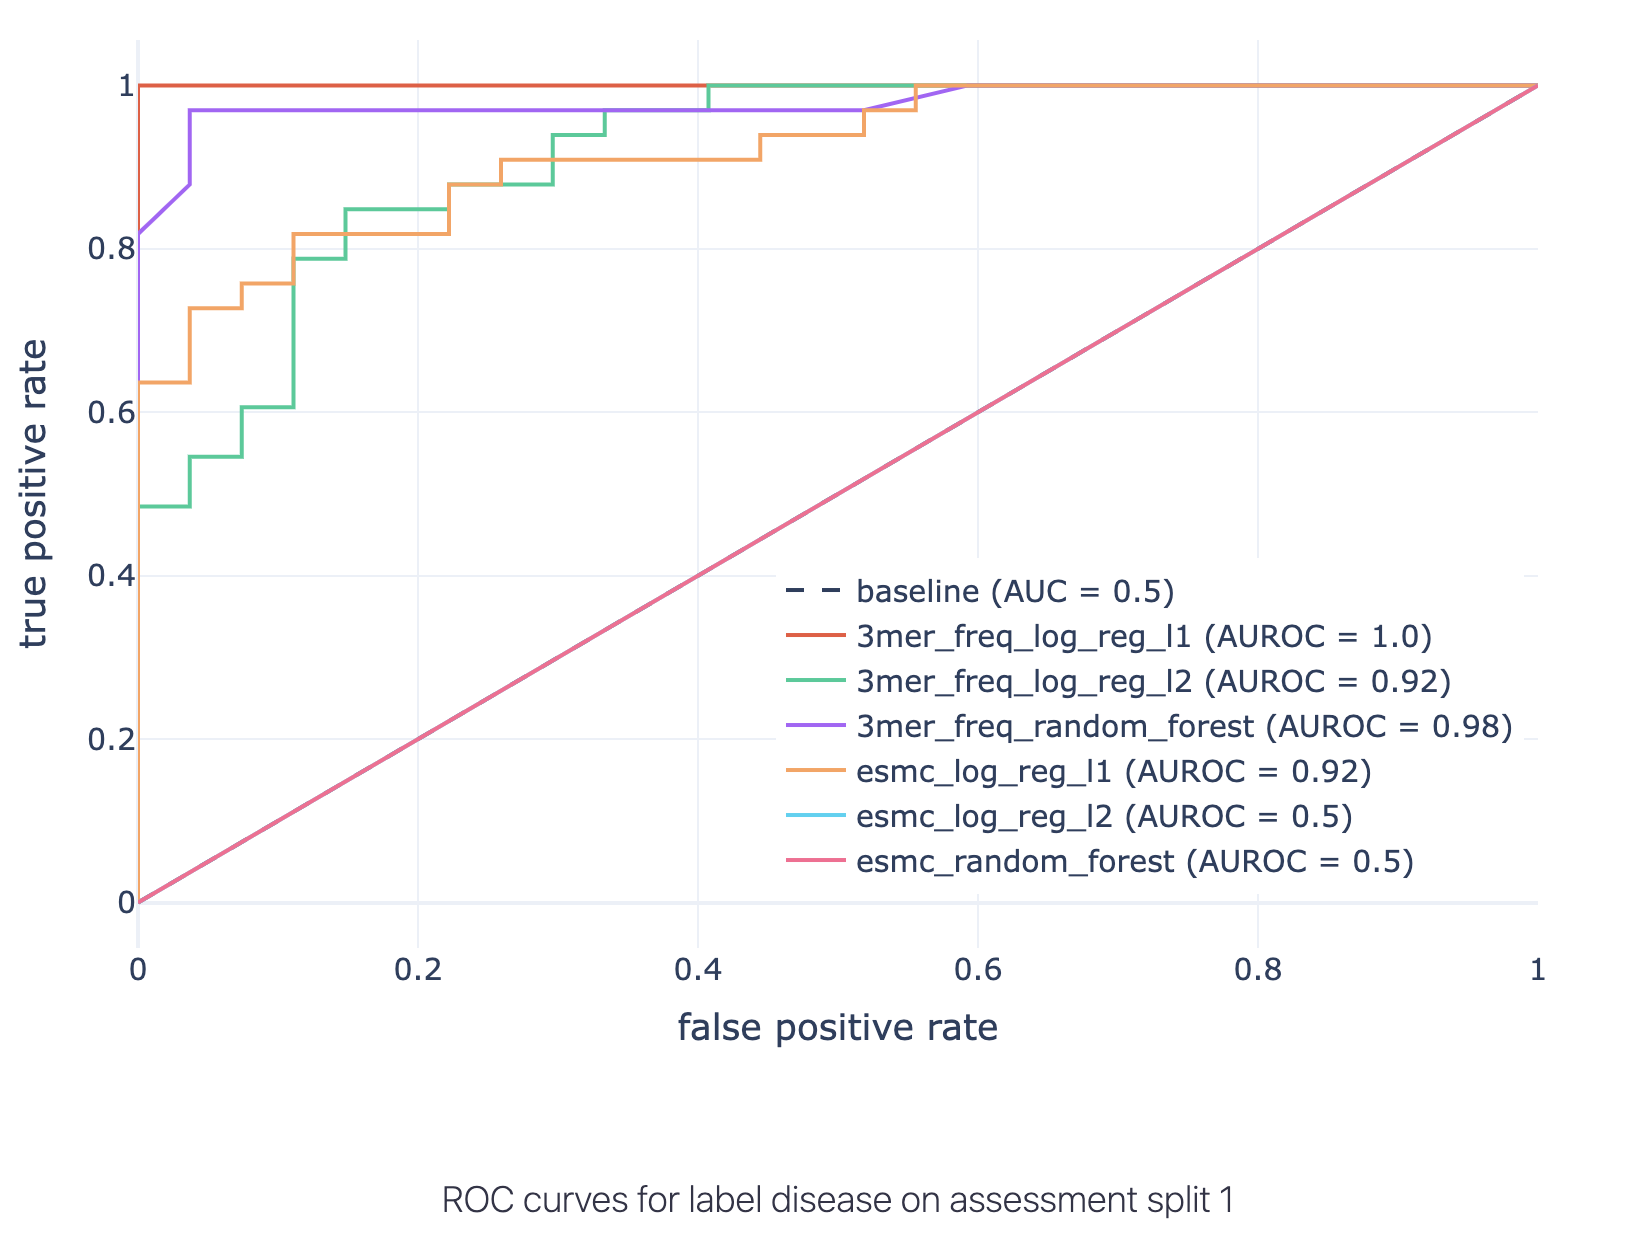 1
0.8
0.6
0.4
0.2
0
true positive rate
baseline (AUC = 0.5)
3mer_freq_log_reg_l1 (AUROC = 1.0)
3mer_freq_log_reg_l2 (AUROC = 0.92)
3mer_freq_random_forest (AUROC = 0.98)
esmc_log_reg_l1 (AUROC = 0.92)
esmc_log_reg_l2 (AUROC = 0.5)
esmc_random_forest (AUROC = 0.5)
0 0.2 0.4 0.6 0.8 1
false positive rate
ROC curves for label disease on assessment split 1